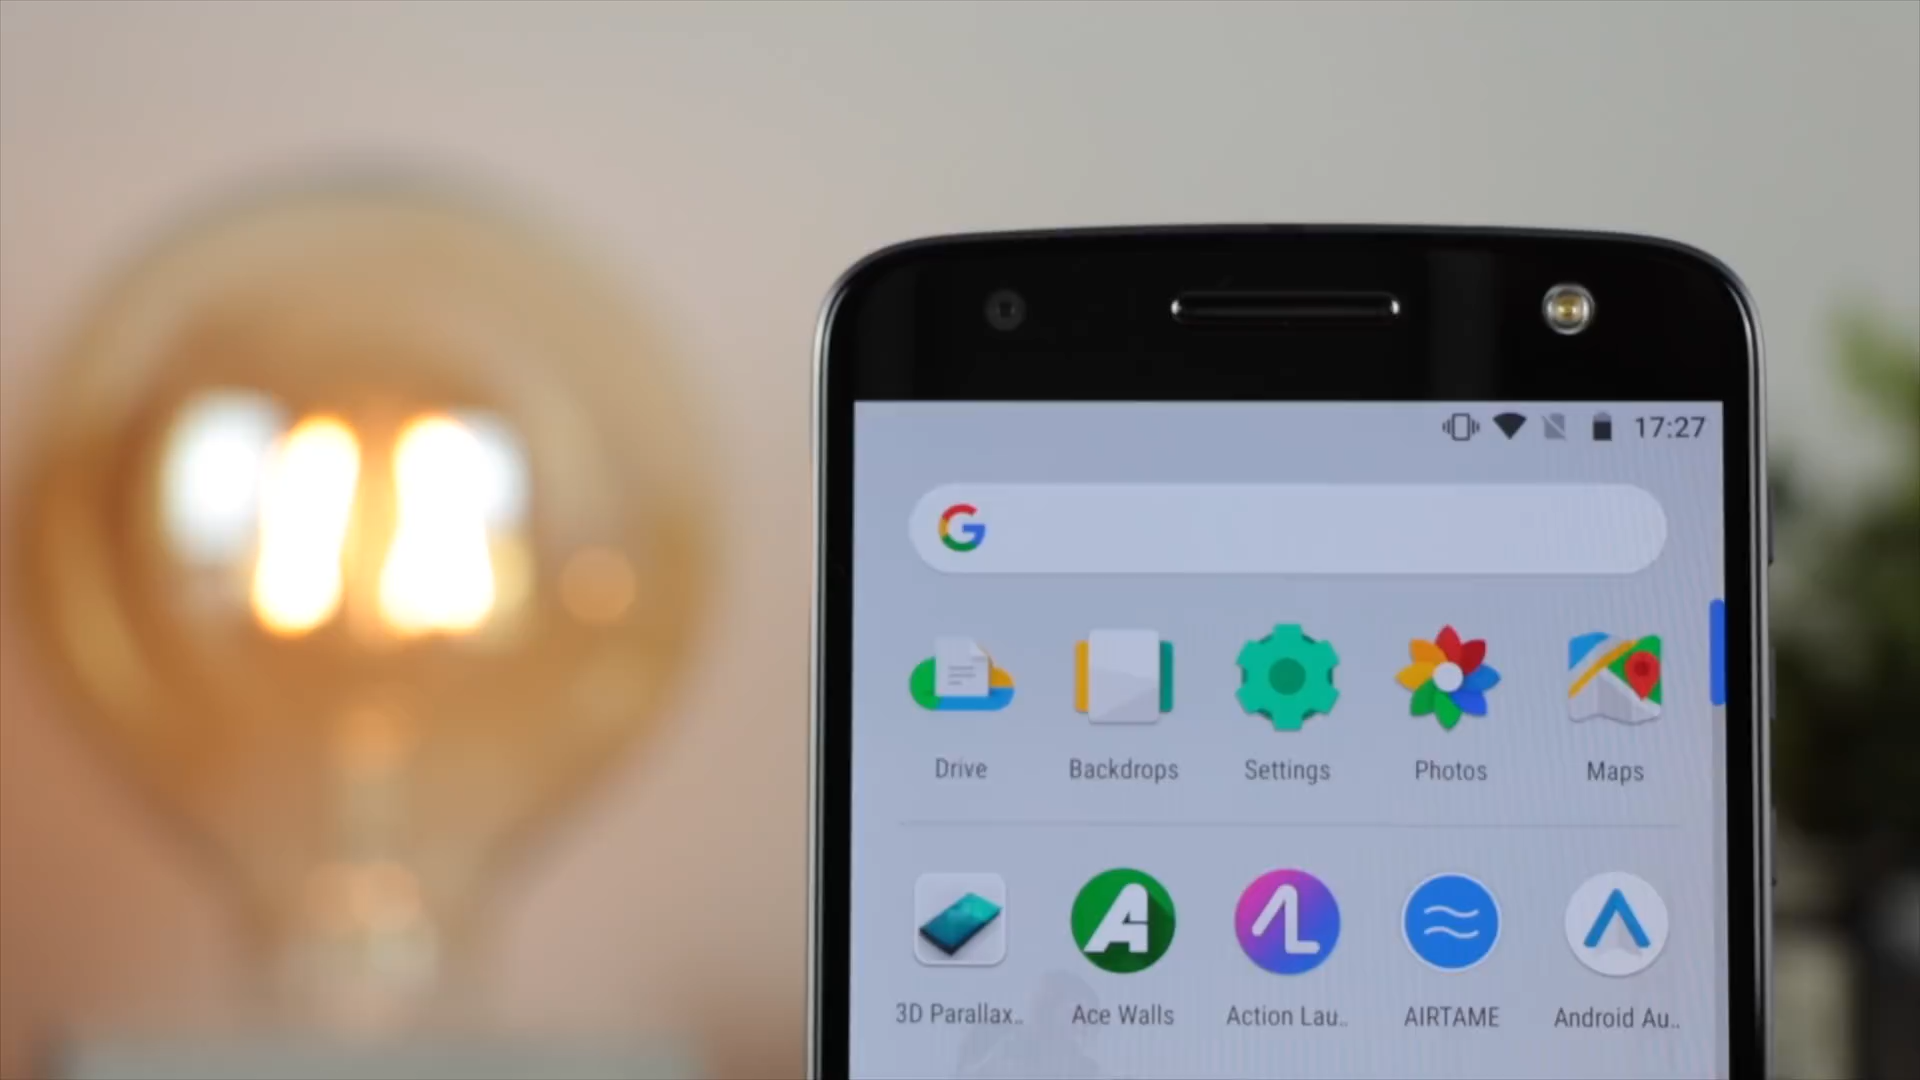 17:27
G
Drive Backdrops Settings Photos Maps
3D Parallax.. Ace Walls Action Lau.. AIRTAME Android Au..